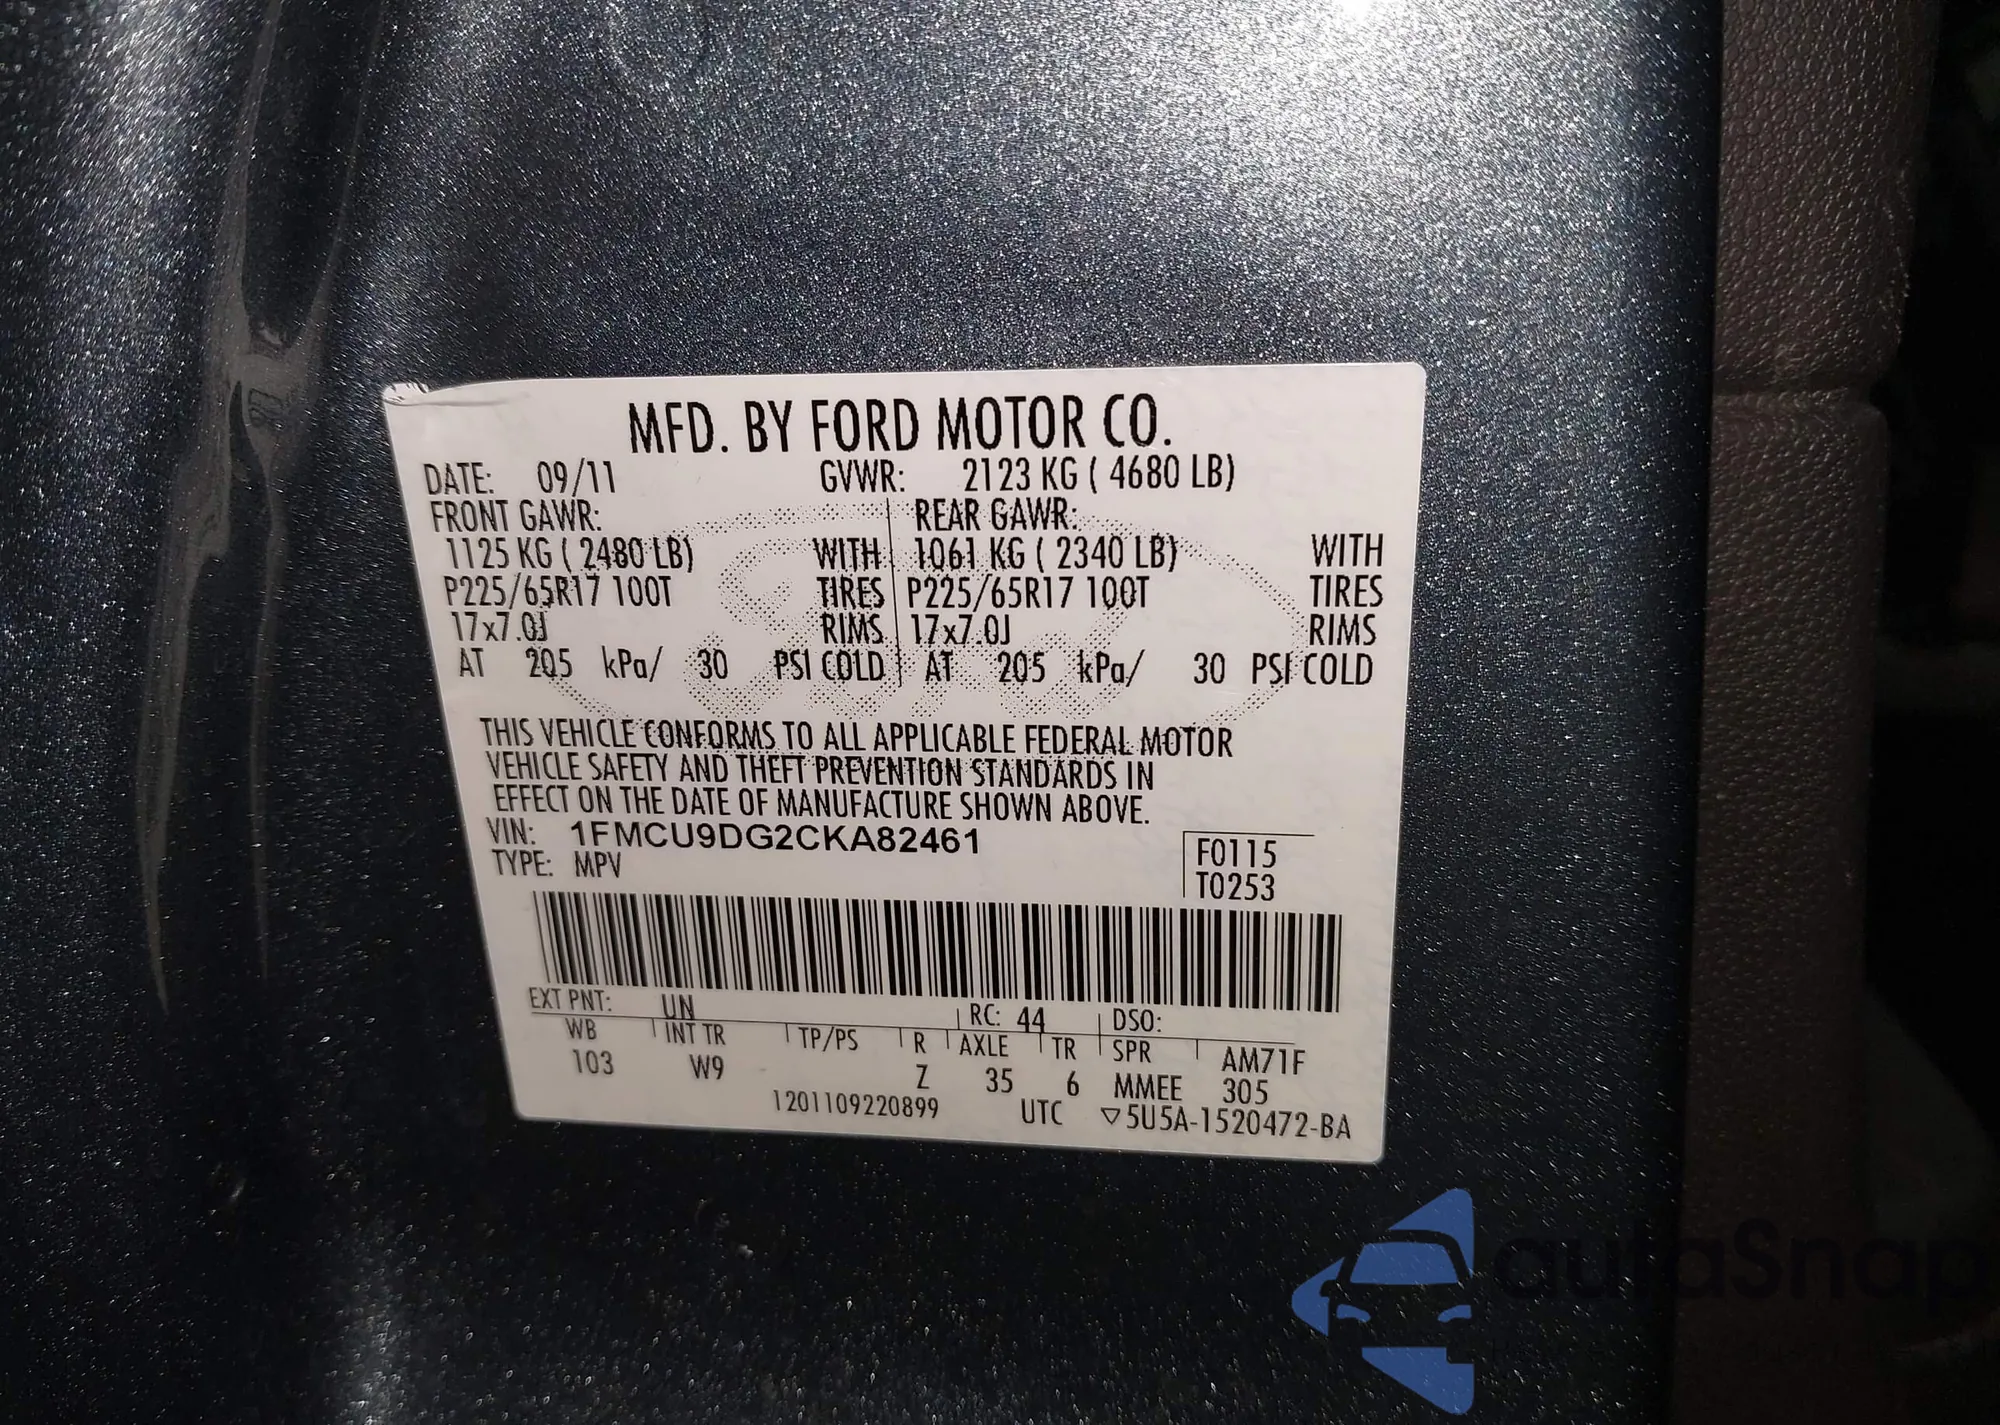 MFD. BY FORD MOTOR CO.
DATE: 09/11 GVWR: 2123 KG ( 4680 LB)
FRONT GAWR: REAR GAWR:
1125 KG ( 2480 LB) WITH 1061 KG ( 2340 LB) WITH
P225/65R17 100T TIRES P225/65R17 100T TIRES
17x7.0J RIMS 17x7.0J RIMS
AT 205 kPa/ 30 PSI COLD AT 205 kPa/ 30 PSI COLD
THIS VEHICLE CONFORMS TO ALL APPLICABLE FEDERAL MOTOR
VEHICLE SAFETY AND THEFT PREVENTION STANDARDS IN
EFFECT ON THE DATE OF MANUFACTURE SHOWN ABOVE.
VIN: 1FMCU9DG2CKA82461
TYPE: MPV
F0115
T0253
EXT PNT: UN RC: 44 DSO:
WB INT TR TP/PS R AXLE TR SPR AM71F
103 W9 Z 35 6 MMEE 305
1201109220899 UTC ▽5U5A-1520472-BA
autaSnap